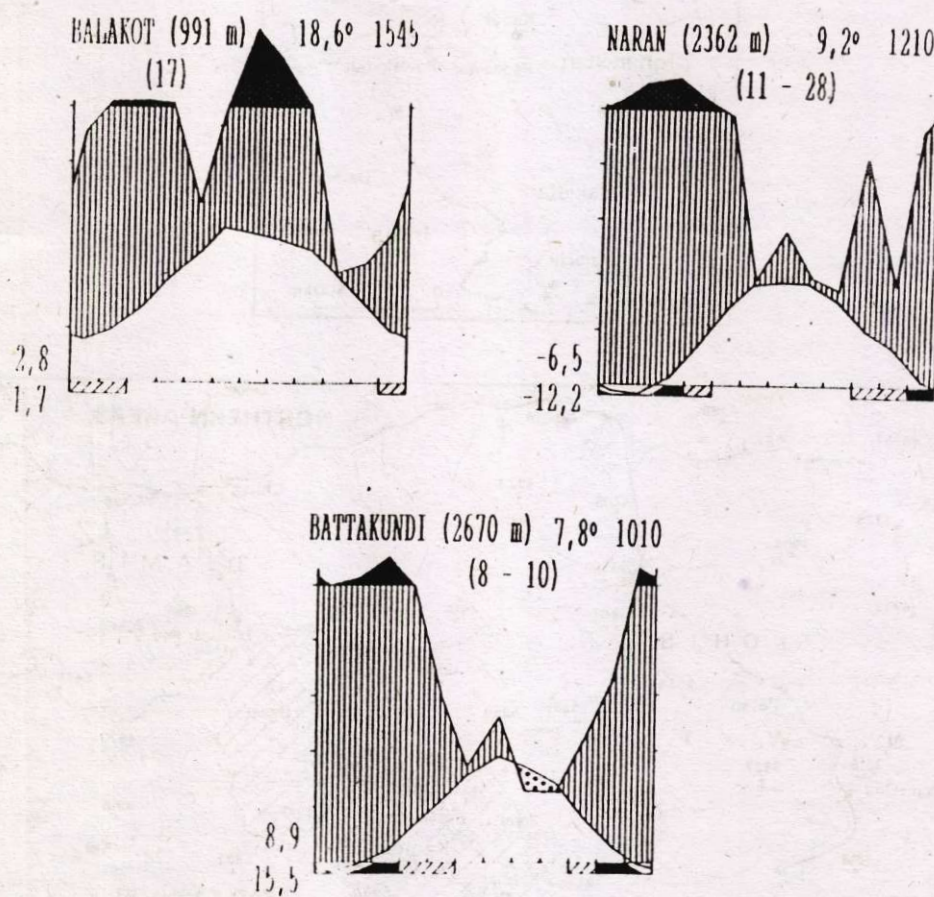 BALAKOT (991 m) 18,6° 1545
(17)
2,8
1,7
NARAN (2362 m) 9,2° 1210
(11 - 28)
-6,5
-12,2
BATTAKUNDI (2670 m) 7,8° 1010
(8 - 10)
8,9
15,5